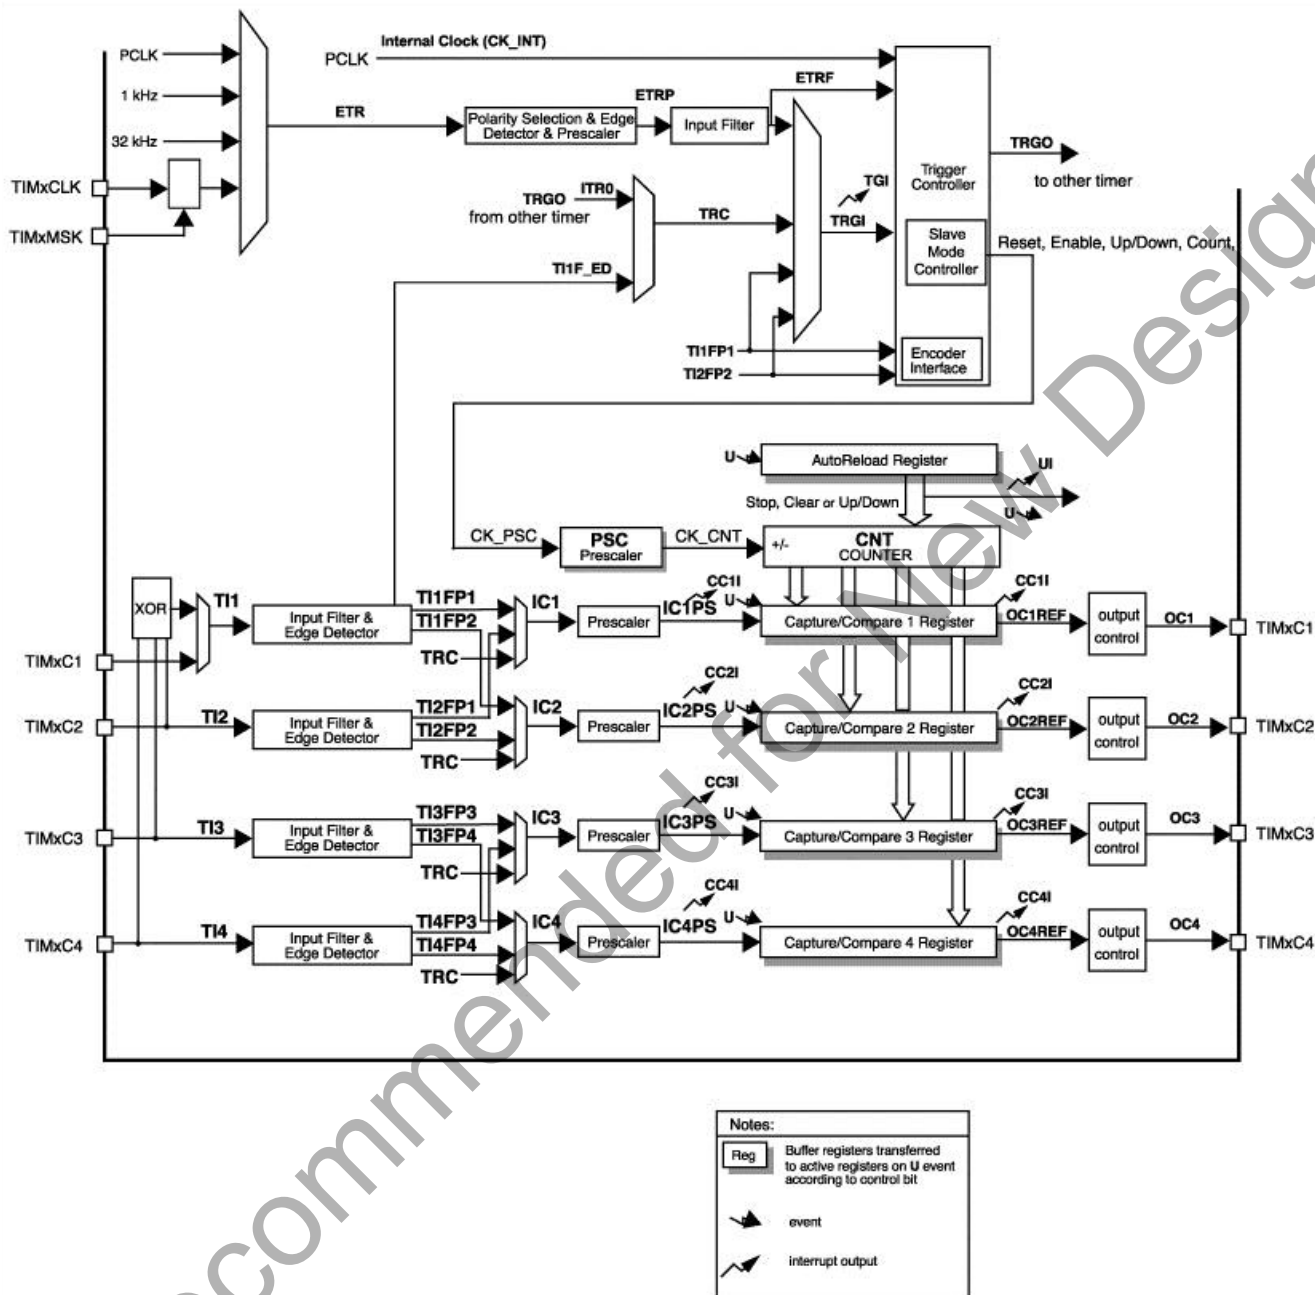 PCLK
1 kHz
32 kHz
TIMxCLK
TIMxMSK
ETR
Internal Clock (CK_INT)
PCLK
Polarity Selection & Edge
Detector & Prescaler
ETRP
Input Filter
ETRF
TRGO
to other timer
Trigger
Controller
ITR0
TRGO
from other timer
TRC
TGI
TRGI
TI1F_ED
Slave
Mode
Controller
Reset, Enable, Up/Down, Count,
TI1FP1
TI2FP2
Encoder
Interface
U
AutoReload Register
UI
Stop, Clear or Up/Down
U
CK_PSC
PSC
Prescaler
CK_CNT
+/-
CNT
COUNTER
XOR
TI1
Input Filter &
Edge Detector
TI1FP1
TI1FP2
TRC
IC1
Prescaler
CC1I
IC1PS
U
Capture/Compare 1 Register
CC1I
OC1REF
output
control
OC1
TIMxC1
TIMxC1
TIMxC2
TI2
Input Filter &
Edge Detector
TI2FP1
TI2FP2
TRC
IC2
Prescaler
CC2I
IC2PS
U
Capture/Compare 2 Register
CC2I
OC2REF
output
control
OC2
TIMxC2
TIMxC3
TI3
Input Filter &
Edge Detector
TI3FP3
TI3FP4
TRC
IC3
Prescaler
CC3I
IC3PS
U
Capture/Compare 3 Register
CC3I
OC3REF
output
control
OC3
TIMxC3
TIMxC4
TI4
Input Filter &
Edge Detector
TI4FP3
TI4FP4
TRC
IC4
Prescaler
CC4I
IC4PS
U
Capture/Compare 4 Register
CC4I
OC4REF
output
control
OC4
TIMxC4
Notes:
Reg
Buffer registers transferred
to active registers on U event
according to control bit
event
interrupt output
ecommended for New Design